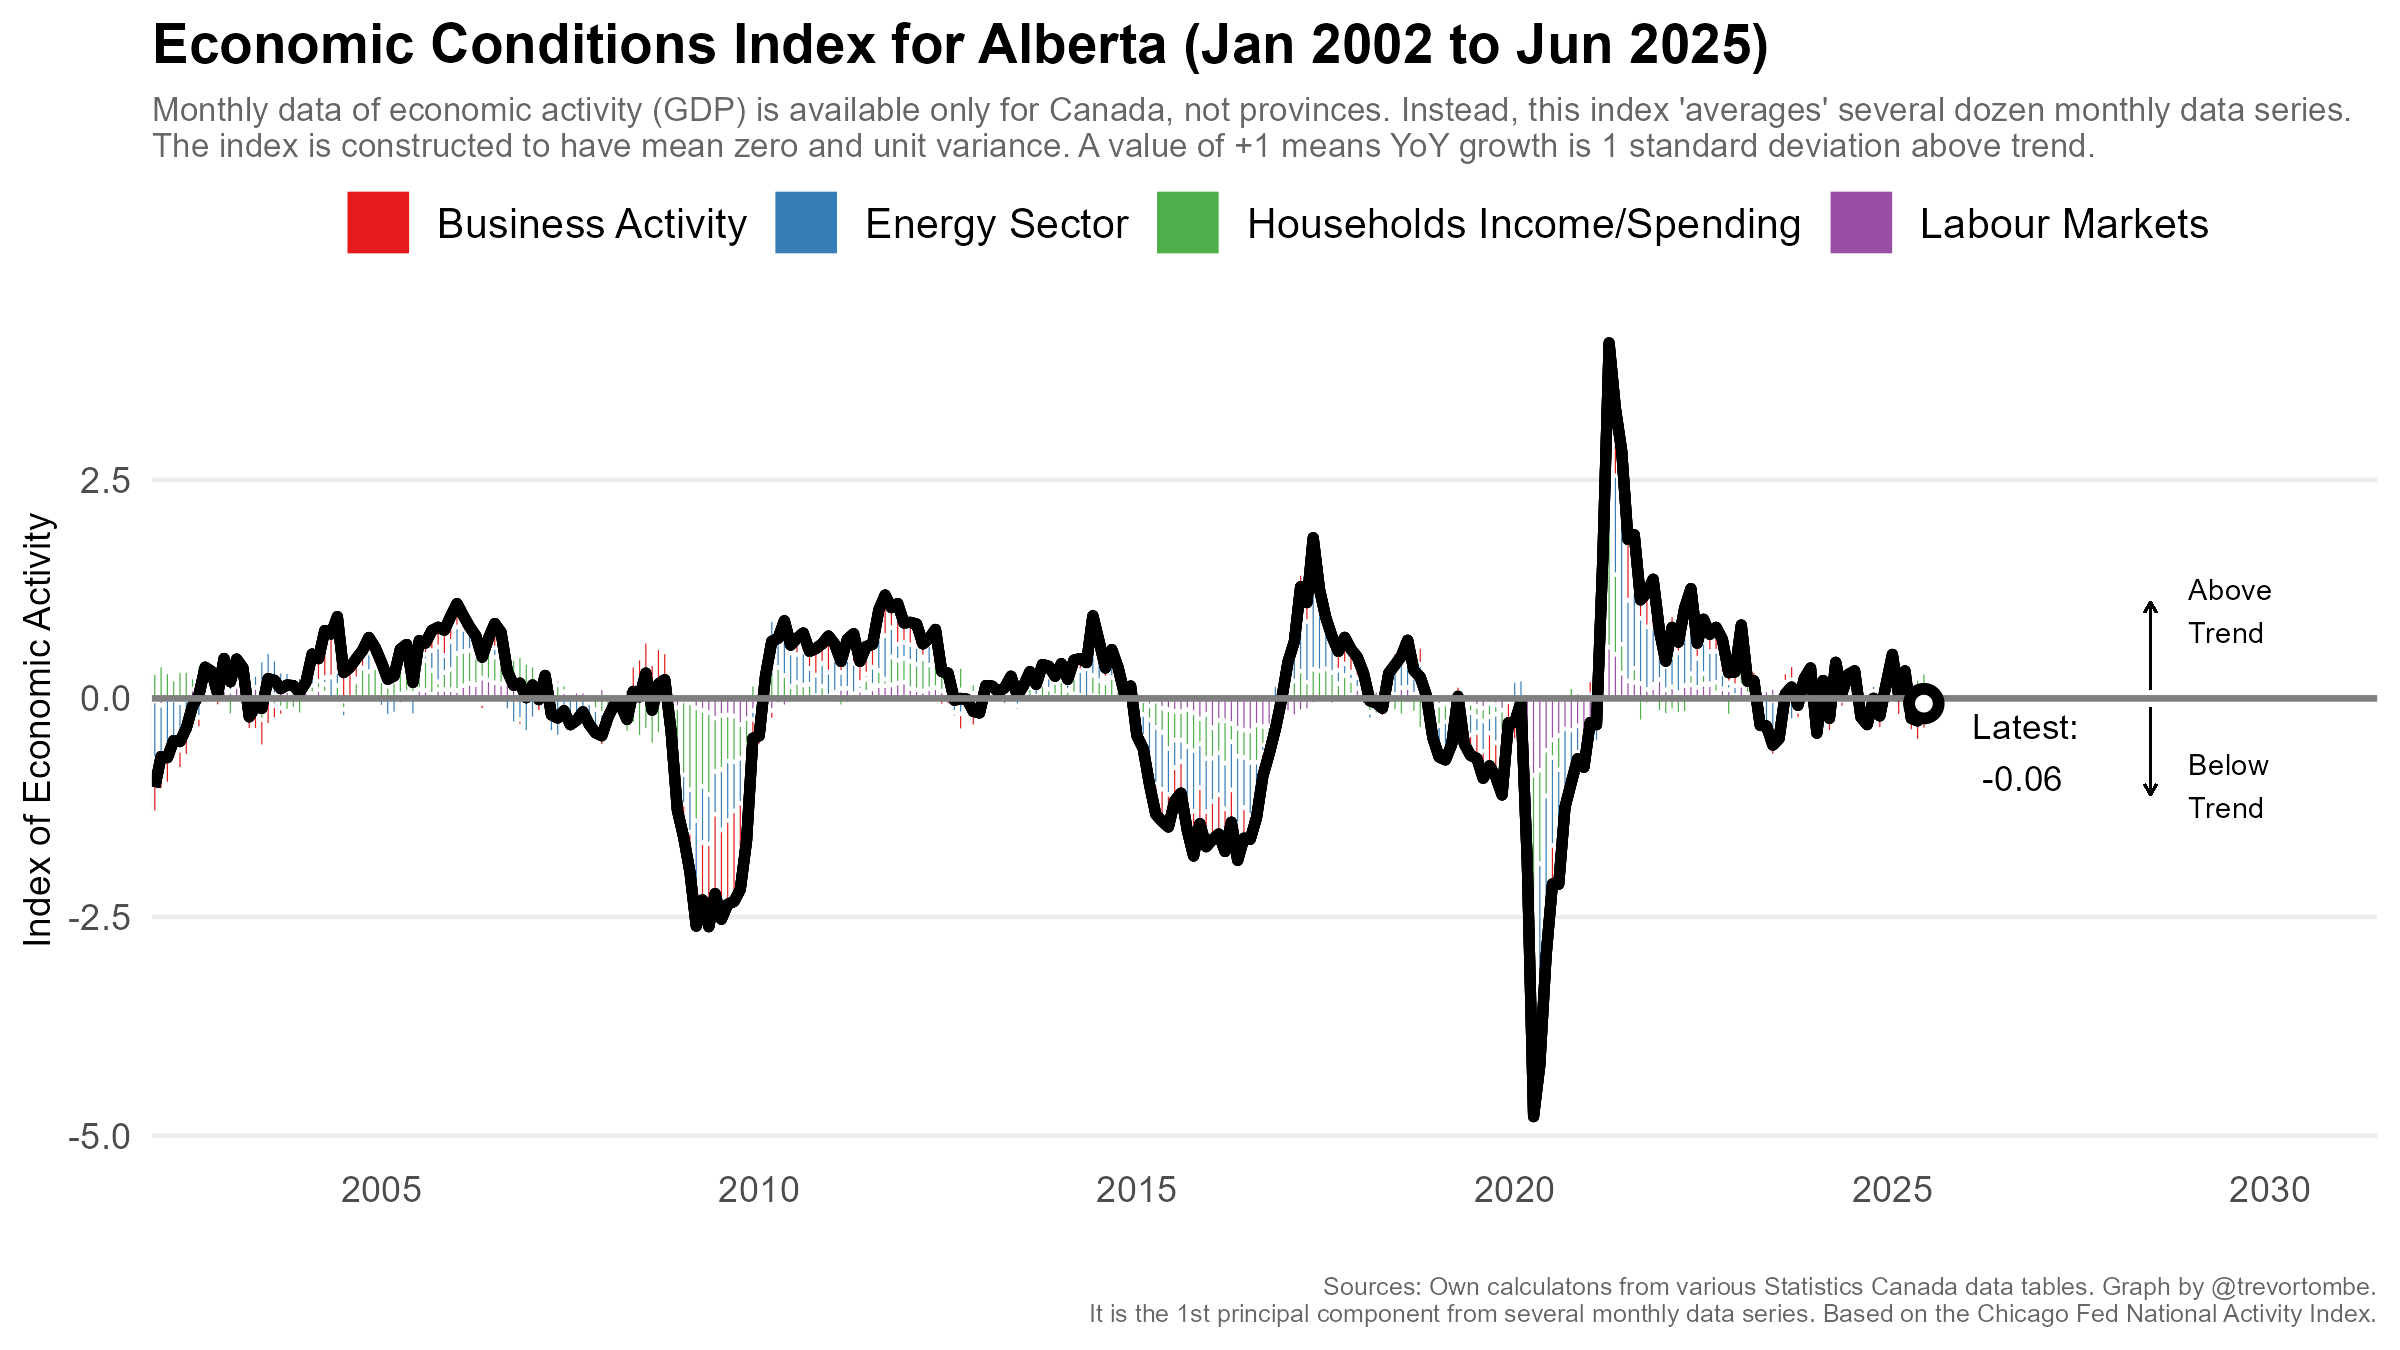 Economic Conditions Index for Alberta (Jan 2002 to Jun 2025)
Monthly data of economic activity (GDP) is available only for Canada, not provinces. Instead, this index 'averages' several dozen monthly data series.
The index is constructed to have mean zero and unit variance. A value of +1 means YoY growth is 1 standard deviation above trend.
Business Activity
Energy Sector
Households Income/Spending
Labour Markets
Index of Economic Activity
2.5
0.0
-2.5
-5.0
Above
Trend
Latest:
-0.06
Below
Trend
2005
2010
2015
2020
2025
2030
Sources: Own calculatons from various Statistics Canada data tables. Graph by @trevortombe.
It is the 1st principal component from several monthly data series. Based on the Chicago Fed National Activity Index.